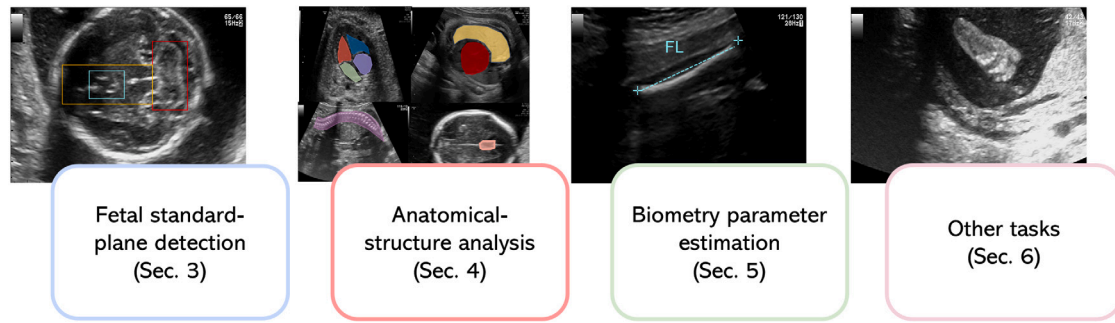 65/66
15Hz
121/130
28Hz
FL
Fetal standard-
plane detection
(Sec. 3)
Anatomical-
structure analysis
(Sec. 4)
Biometry parameter
estimation
(Sec. 5)
Other tasks
(Sec. 6)